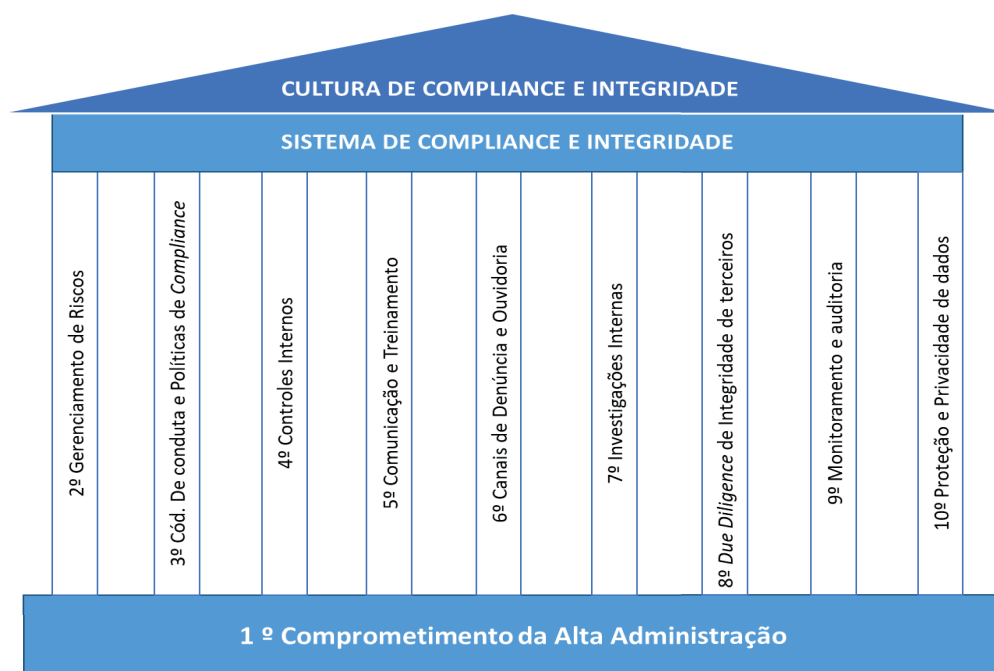 CULTURA DE COMPLIANCE E INTEGRIDADE
SISTEMA DE COMPLIANCE E INTEGRIDADE
2º Gerenciamento de Riscos
3º Cód. De conduta e Políticas de Compliance
4º Controles Internos
5º Comunicação e Treinamento
6º Canais de Denúncia e Ouvidoria
7º Investigações Internas
8º Due Diligence de Integridade de terceiros
9º Monitoramento e auditoria
10º Proteção e Privacidade de dados
1 º Comprometimento da Alta Administração